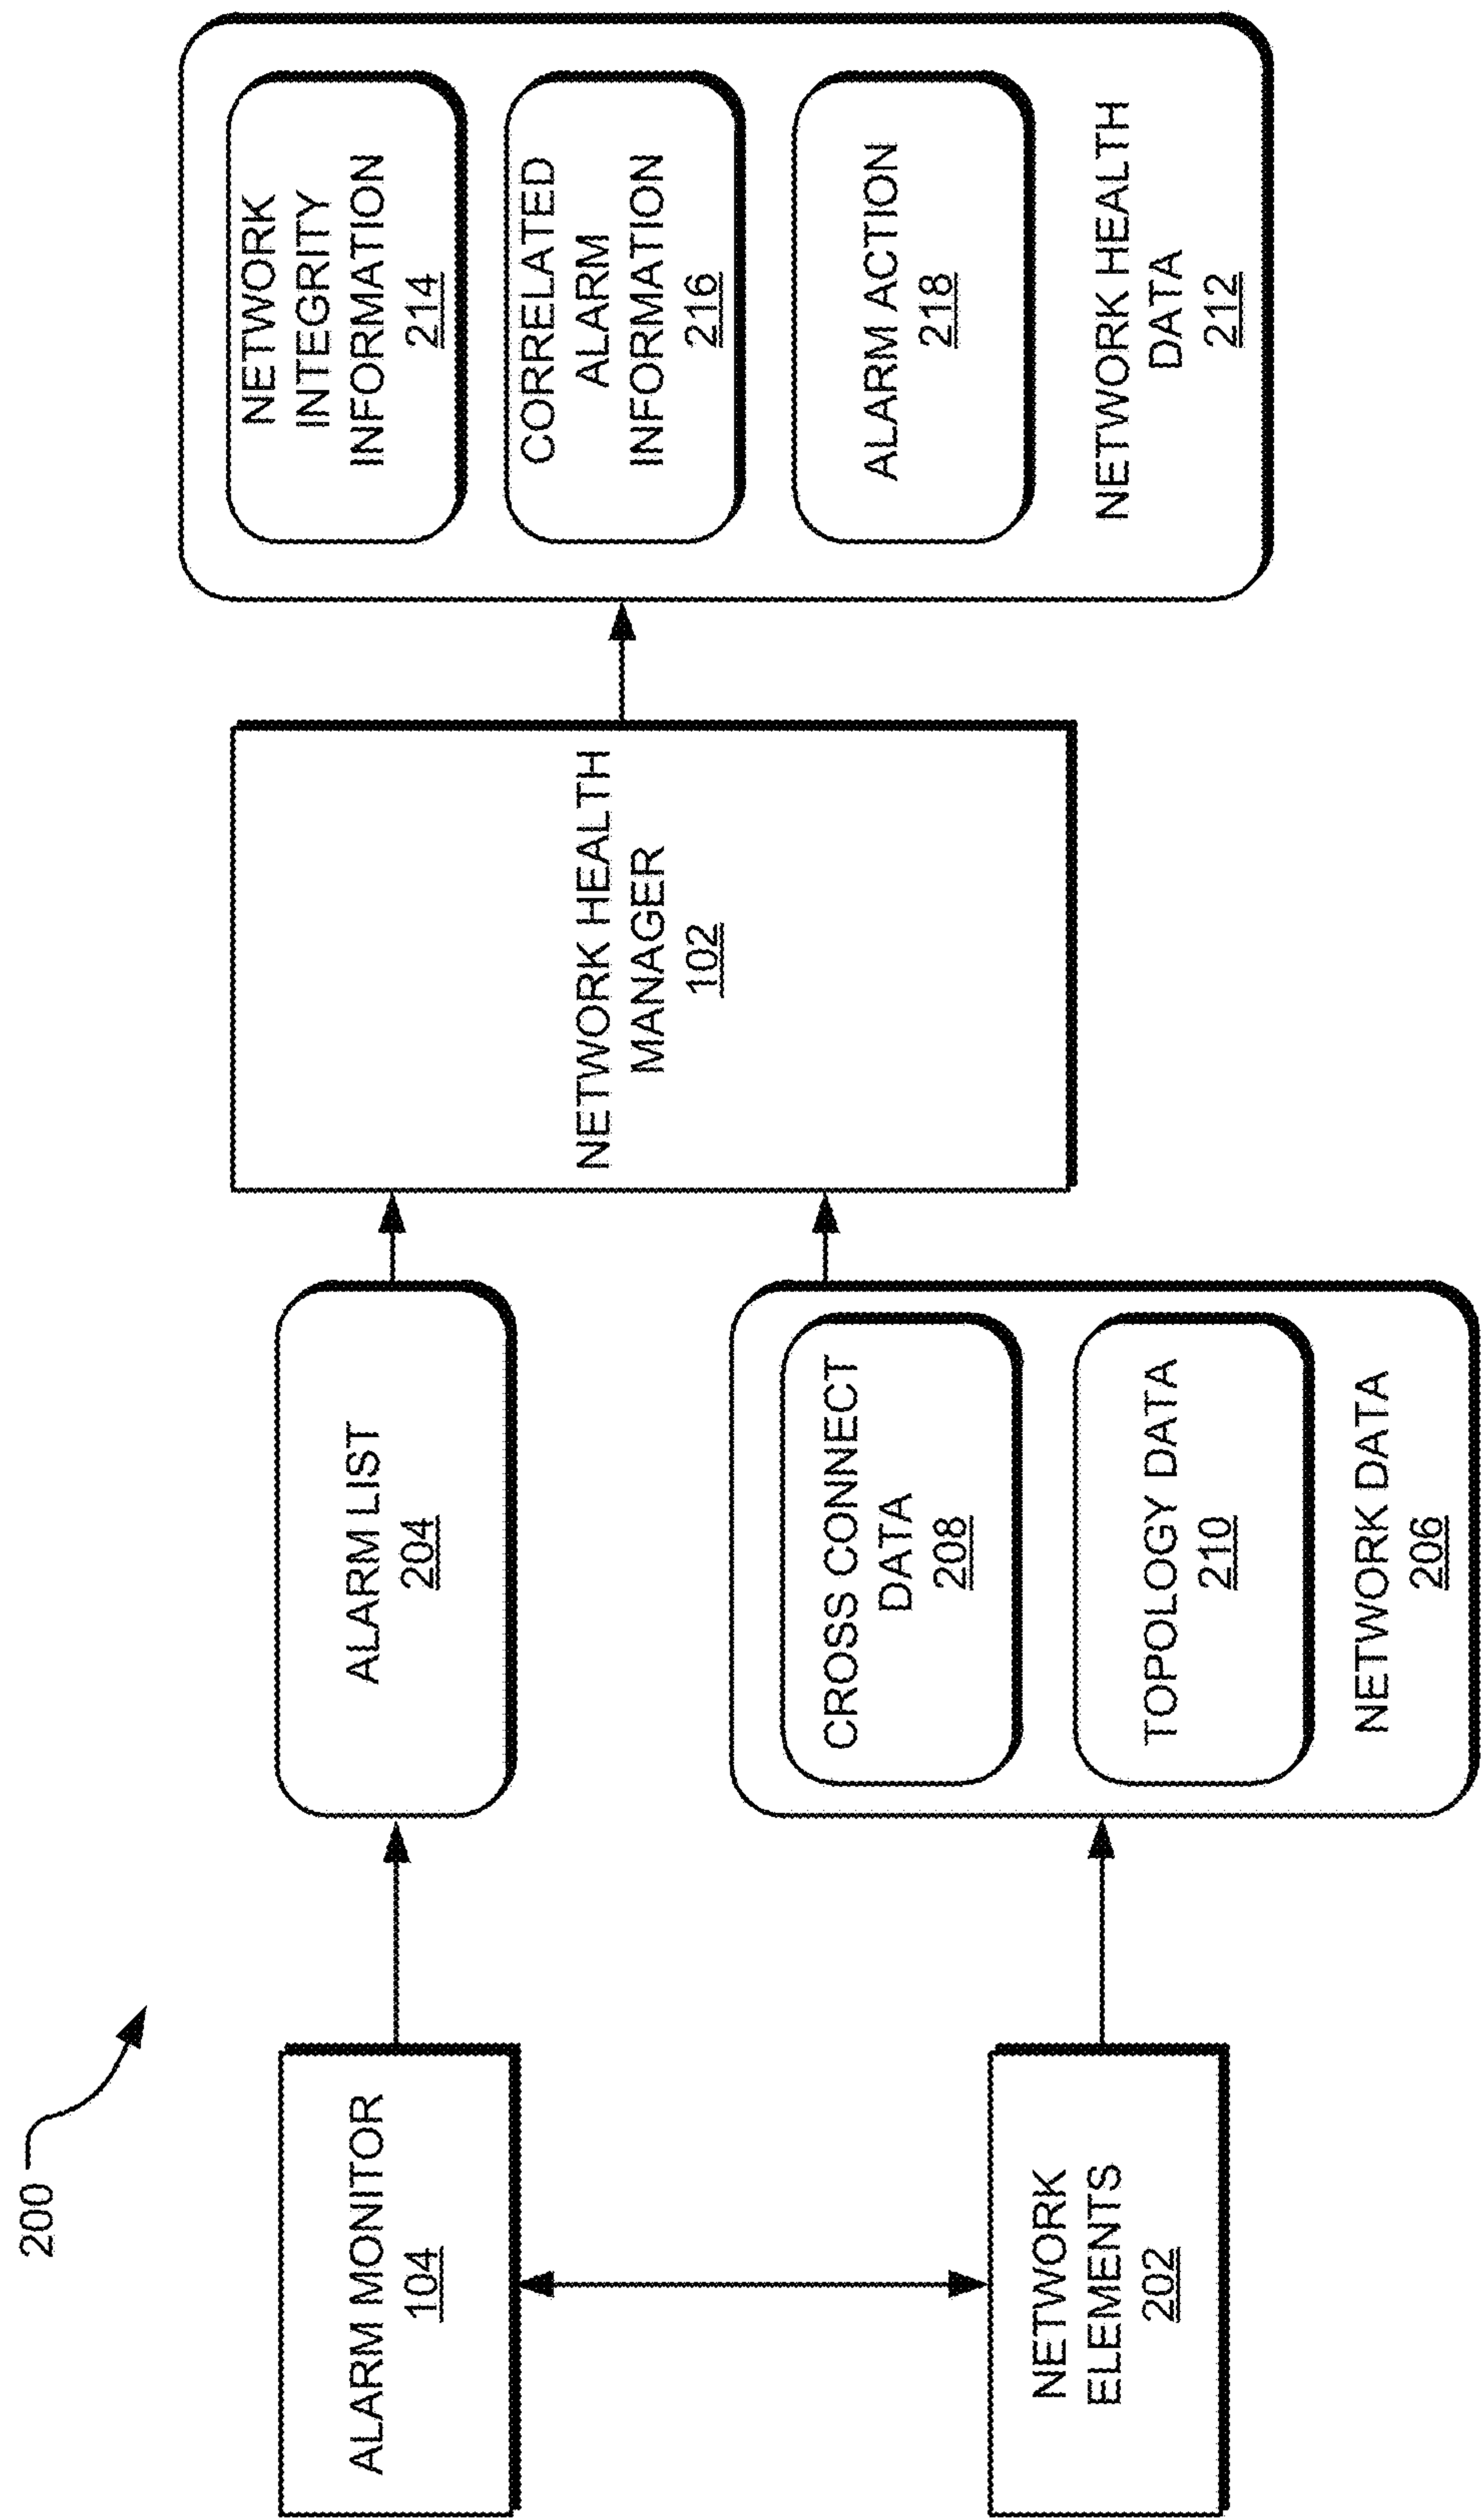 200
ALARM MONITOR
104
NETWORK
ELEMENTS
202
ALARM LIST
204
CROSS CONNECT
DATA
208
TOPOLOGY DATA
210
NETWORK DATA
206
NETWORK HEALTH
MANAGER
102
NETWORK
INTEGRITY
INFORMATION
214
CORRELATED
ALARM
INFORMATION
216
ALARM ACTION
218
NETWORK HEALTH
DATA
212